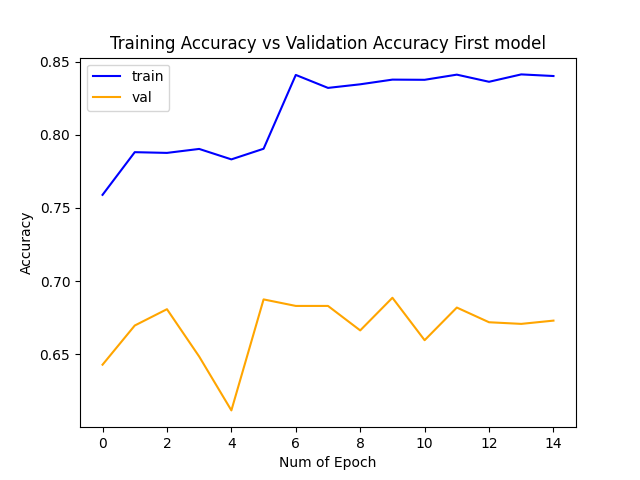 Training Accuracy vs Validation Accuracy First model
train
val
0.85
0.80
0.75
0.70
0.65
Accuracy
0 2 4 6 8 10 12 14
Num of Epoch